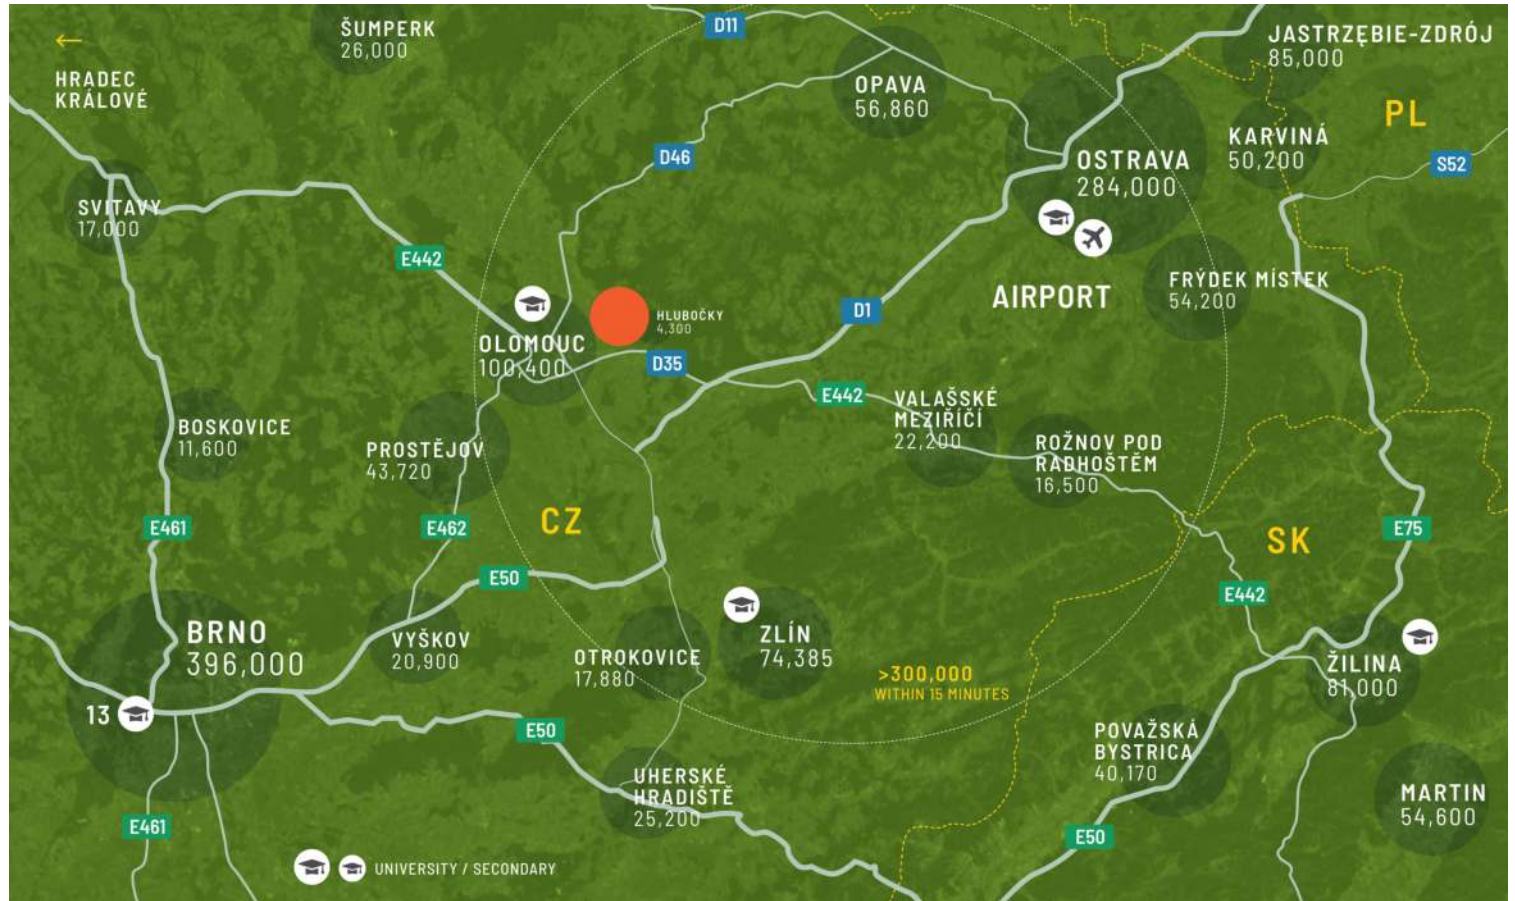 ŠUMPERK
26,000
D11
JASTRZĘBIE-ZDRÓJ
85,000
←
HRADEC
KRÁLOVÉ
OPAVA
56,860
PL
KARVINÁ
50,200
D46
OSTRAVA
284,000
S52
SVITAVY
17,000
E442
AIRPORT
FRÝDEK MÍSTEK
54,200
D1
HLUBOČKY
4,300
OLOMOUC
100,400
D35
E442
VALAŠSKÉ
MEZIŘÍČÍ
22,200
BOSKOVICE
11,600
PROSTĚJOV
43,720
ROŽNOV POD
RADHOŠTĚM
16,500
E461
E462
CZ
SK
E75
E50
E442
BRNO
396,000
VYŠKOV
20,900
OTROKOVICE
17,880
ZLÍN
74,385
>300,000
WITHIN 15 MINUTES
ŽILINA
81,000
13
E50
POVAŽSKÁ
BYSTRICA
40,170
UHERSKÉ
HRADIŠTĚ
25,200
MARTIN
54,600
E461
E50
UNIVERSITY / SECONDARY